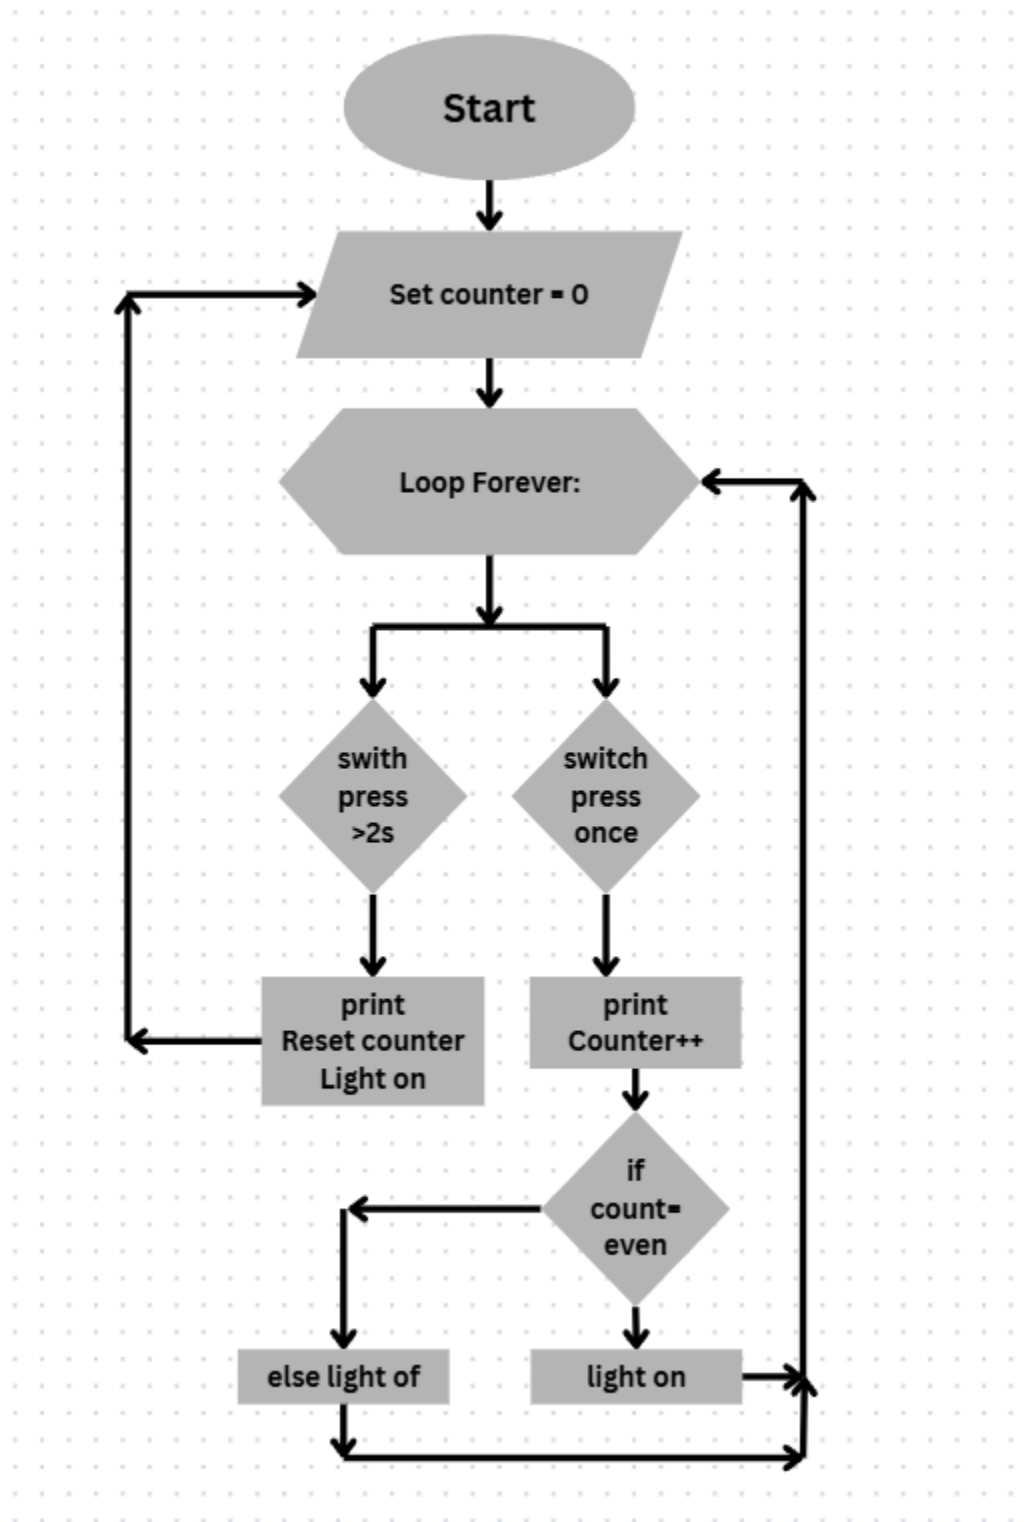 Start
Set counter = 0
Loop Forever:
swith
press
>2s
switch
press
once
print
Reset counter
Light on
print
Counter++
if
count=
even
else light of
light on